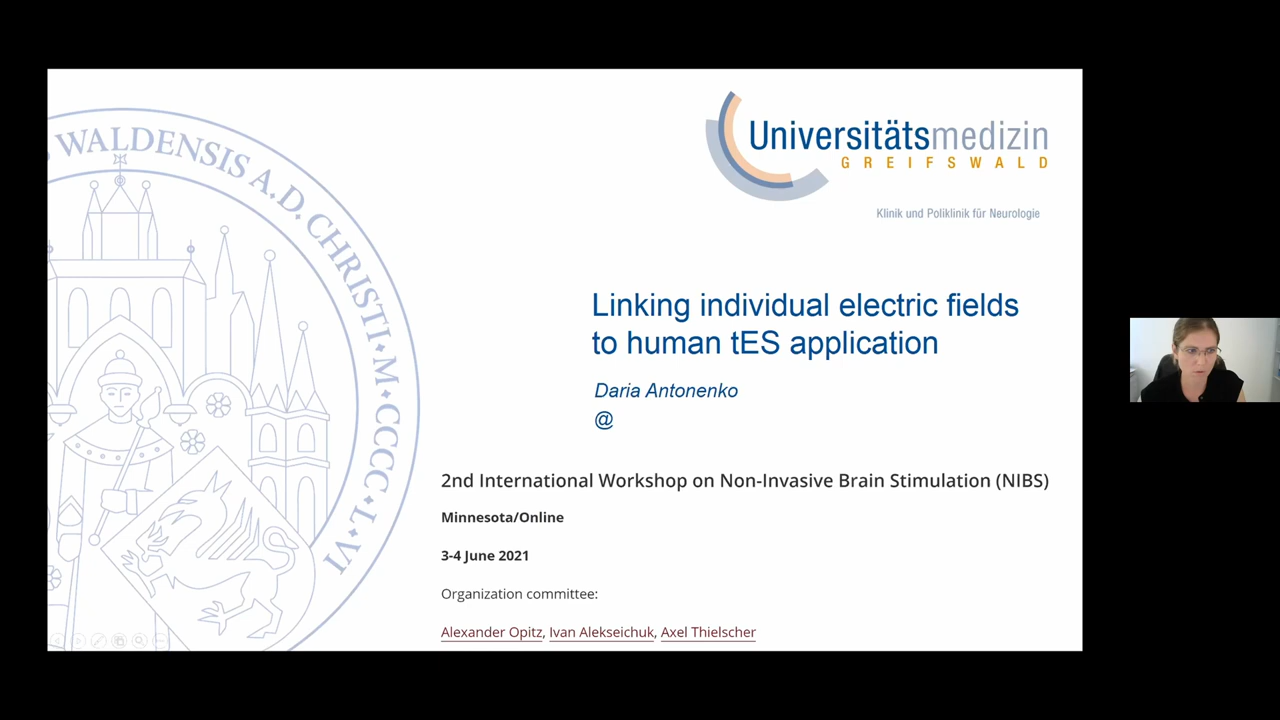 WALDENSIS A.D. CHRISTI • M • CCCC • L • VI
Universitätsmedizin
GREIFSWALD
Klinik und Poliklinik für Neurologie
Linking individual electric fields
to human tES application
Daria Antonenko
@
2nd International Workshop on Non-Invasive Brain Stimulation (NIBS)
Minnesota/Online
3-4 June 2021
Organization committee:
Alexander Opitz, Ivan Alekseichuk, Axel Thielscher